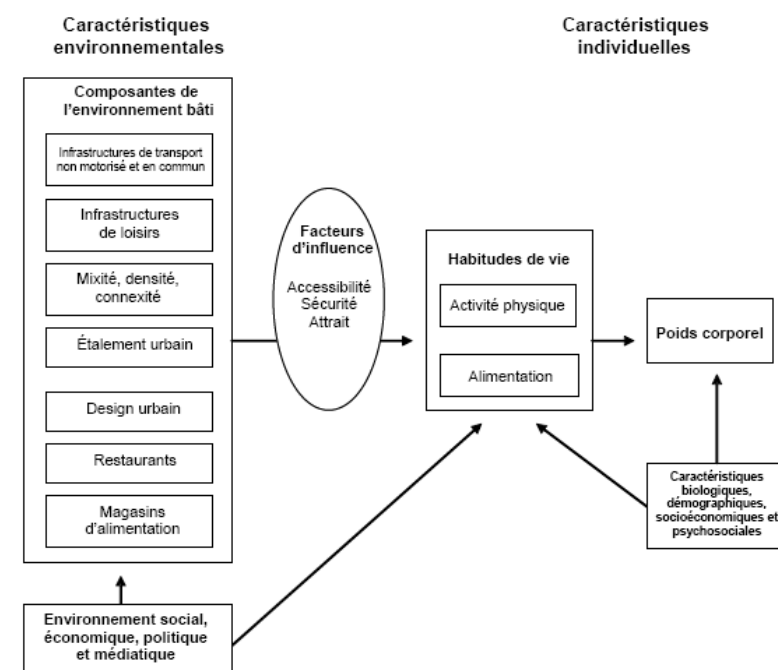 Caractéristiques
environnementales
Caractéristiques
individuelles
Composantes de
l'environnement bâti
Infrastructures de transport
non motorisé et en commun
Infrastructures
de loisirs
Mixité, densité,
connexité
Étalement urbain
Design urbain
Restaurants
Magasins
d'alimentation
Facteurs
d'influence
Accessibilité
Sécurité
Attrait
Habitudes de vie
Activité physique
Alimentation
Poids corporel
Caractéristiques
biologiques,
démographiques,
socioéconomiques et
psychosociales
Environnement social,
économique, politique
et médiatique